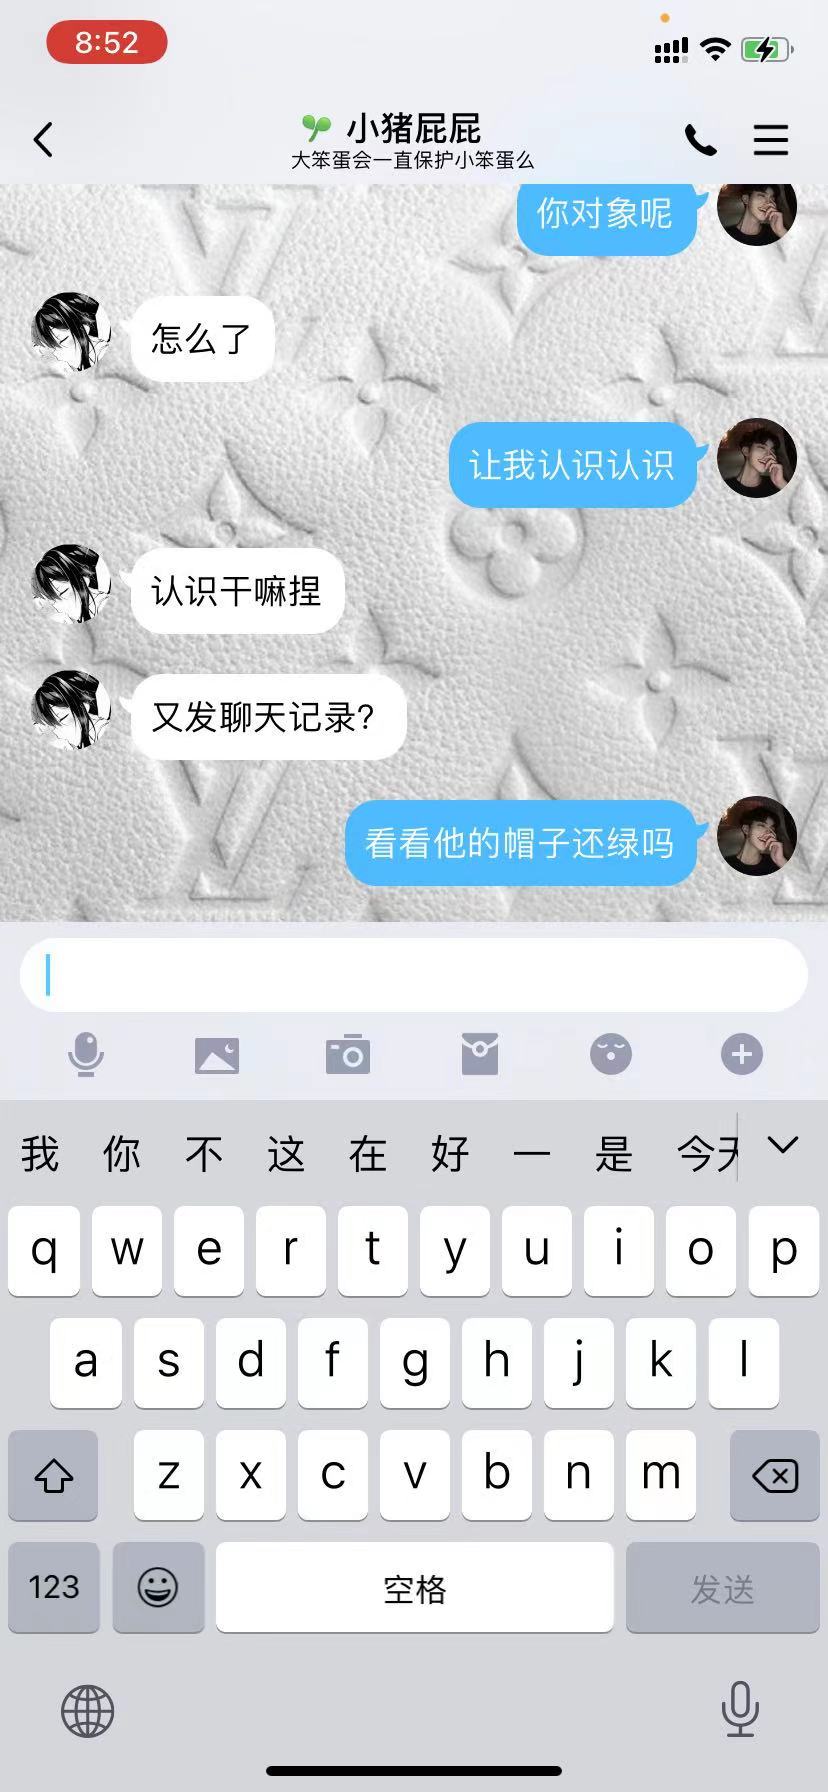 8:52
小猪屁屁
大笨蛋会一直保护小笨蛋么
你对象呢
怎么了
让我认识认识
认识干嘛捏
又发聊天记录?
看看他的帽子还绿吗
我 你 不 这 在 好 一 是 今天
q w e r t y u i o p
a s d f g h j k l
z x c v b n m
123 空格 发送